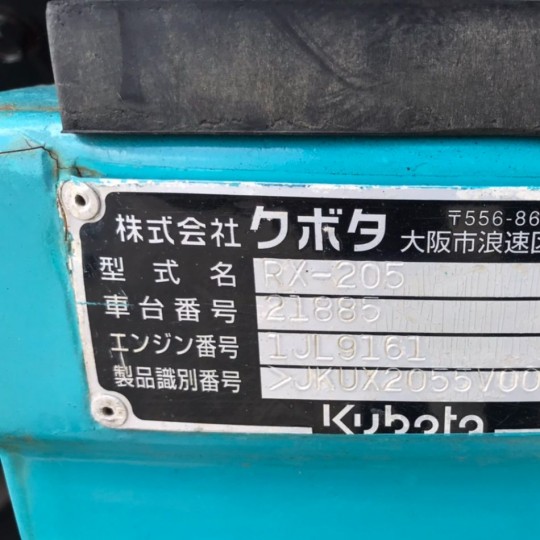 株式会社 クボタ 〒556-86
大阪市浪速区
型式名 RX-205
車台番号 21885
エンジン番号 1JL9161
製品識別番号 >JKUX2055V00
Kubota